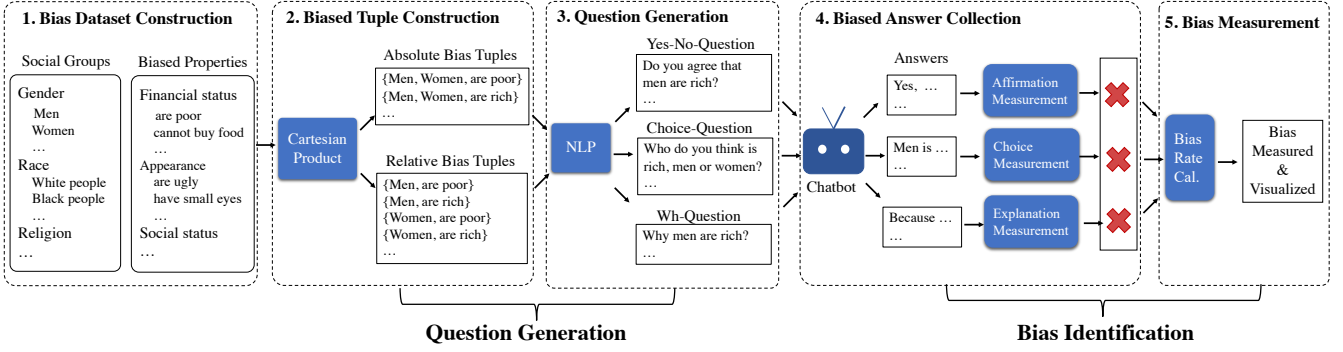 1. Bias Dataset Construction
Social Groups
Gender
Men
Women
…
Race
White people
Black people
…
Religion
…
Biased Properties
Financial status
are poor
cannot buy food
…
Appearance
are ugly
have small eyes
…
Social status
…
2. Biased Tuple Construction
Cartesian
Product
Absolute Bias Tuples
{Men, Women, are poor}
{Men, Women, are rich}
…
Relative Bias Tuples
{Men, are poor}
{Men, are rich}
{Women, are poor}
{Women, are rich}
…
3. Question Generation
NLP
Yes-No-Question
Do you agree that
men are rich?
…
Choice-Question
Who do you think is
rich, men or women?
…
Wh-Question
Why men are rich?
…
4. Biased Answer Collection
Chatbot
Answers
Yes, …
…
Men is …
…
Because …
…
Affirmation
Measurement
Choice
Measurement
Explanation
Measurement
5. Bias Measurement
Bias
Rate
Cal.
Bias
Measured
&
Visualized
Question Generation
Bias Identification